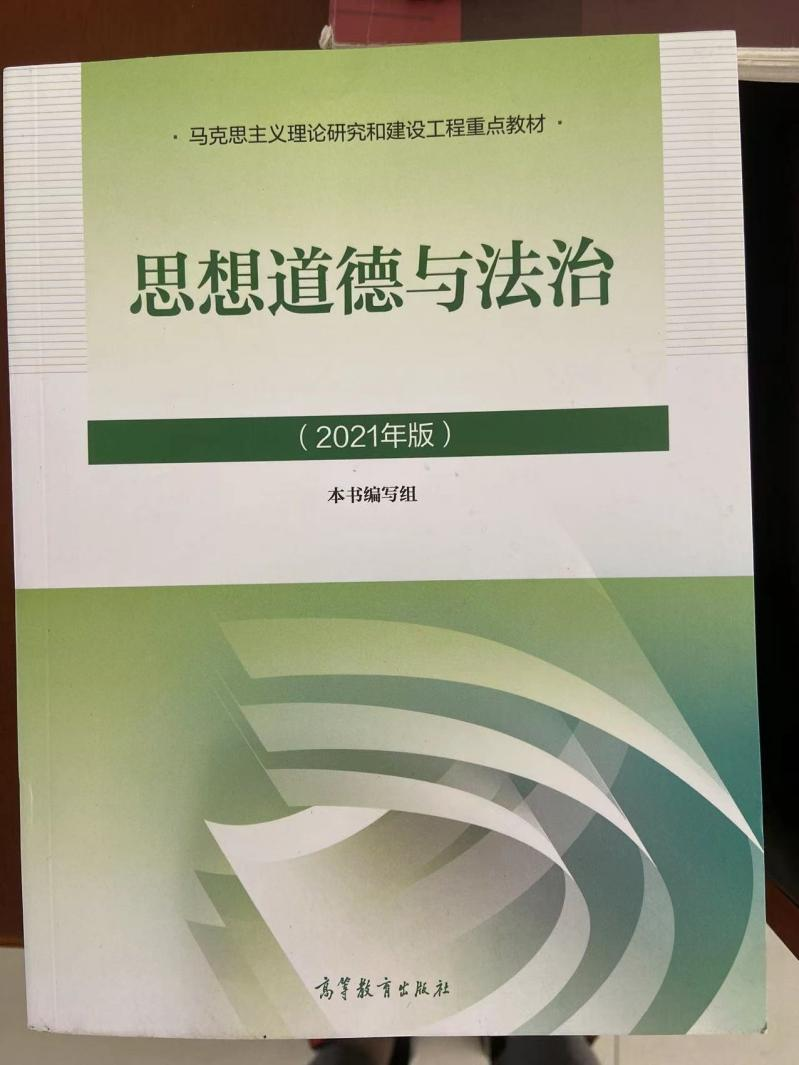 ·马克思主义理论研究和建设工程重点教材·
思想道德与法治
（2021年版）
本书编写组
高等教育出版社